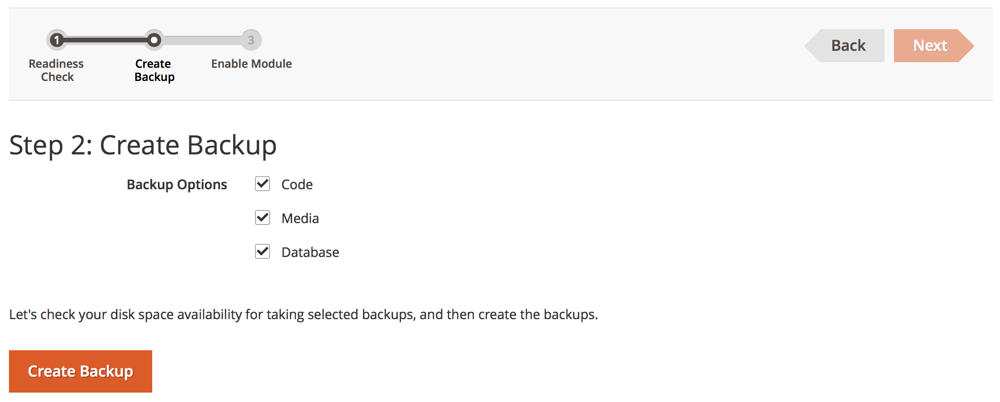 1
3
Readiness
Check
Create
Backup
Enable Module
Back
Next
Step 2: Create Backup
Backup Options
Code
Media
Database
Let's check your disk space availability for taking selected backups, and then create the backups.
Create Backup